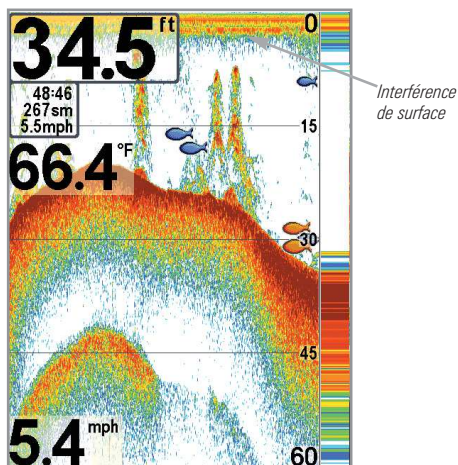 34.5 ft
48:46
267sm
5.5mph
66.4 °F
5.4 mph
0
15
30
45
60
Interférence
de surface